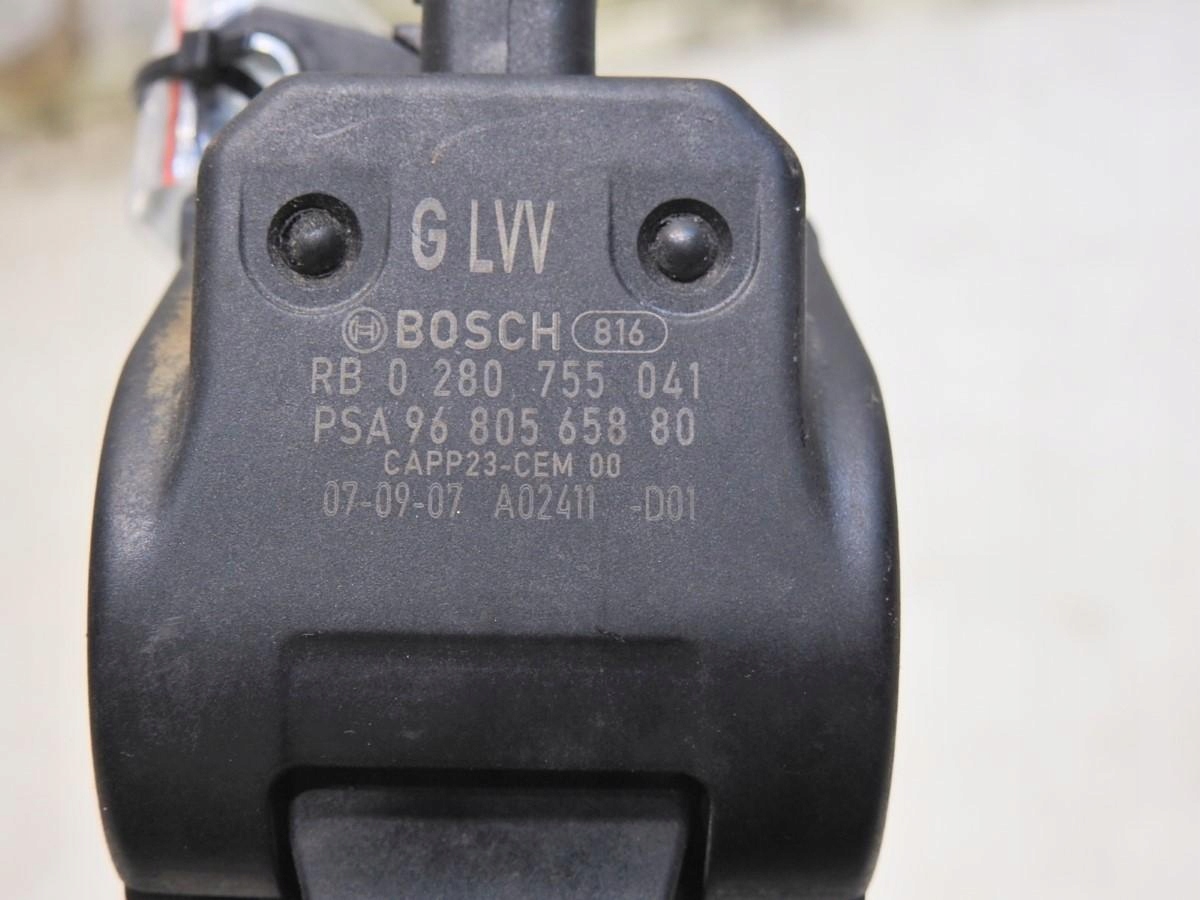 G LVV
BOSCH 816
RB 0 280 755 041
PSA 96 805 658 80
CAPP23-CEM 00
07-09-07 A02411 -D01